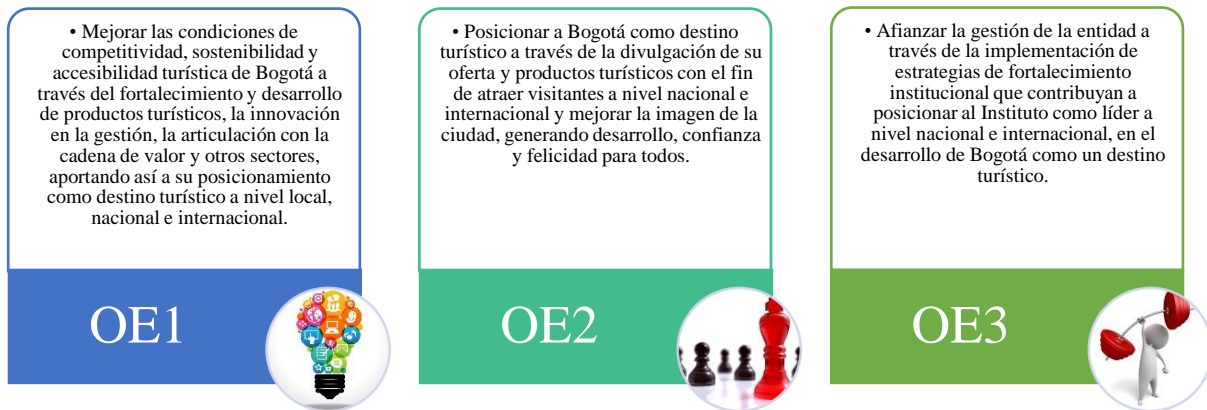 • Mejorar las condiciones de
competitividad, sostenibilidad y
accesibilidad turística de Bogotá a
través del fortalecimiento y desarrollo
de productos turísticos, la innovación
en la gestión, la articulación con la
cadena de valor y otros sectores,
aportando así a su posicionamiento
como destino turístico a nivel local,
nacional e internacional.
OE1
• Posicionar a Bogotá como destino
turístico a través de la divulgación de su
oferta y productos turísticos con el fin
de atraer visitantes a nivel nacional e
internacional y mejorar la imagen de la
ciudad, generando desarrollo, confianza
y felicidad para todos.
OE2
• Afianzar la gestión de la entidad a
través de la implementación de
estrategias de fortalecimiento
institucional que contribuyan a
posicionar al Instituto como líder a
nivel nacional e internacional, en el
desarrollo de Bogotá como un destino
turístico.
OE3